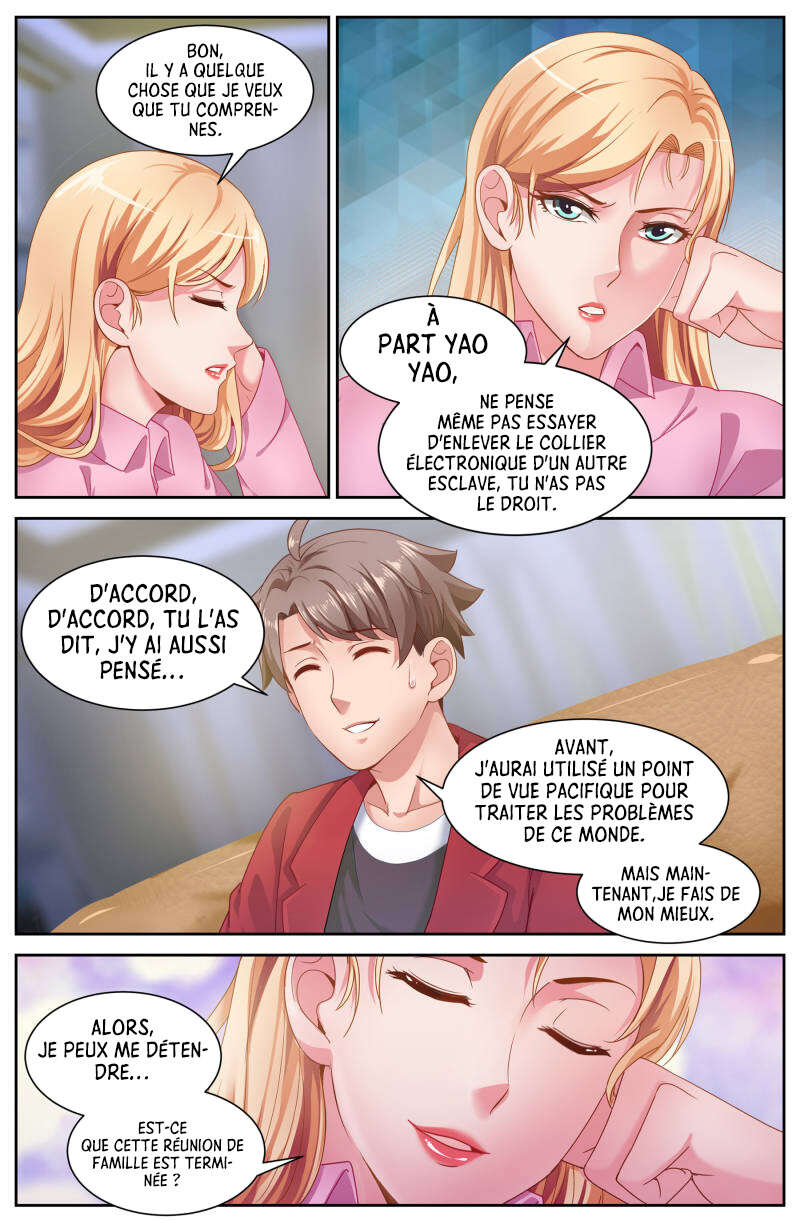 BON,
IL Y A QUELQUE
CHOSE QUE JE VEUX
QUE TU COMPREN-
NES.
À
PART YAO
YAO,
NE PENSE
MÊME PAS ESSAYER
D'ENLEVER LE COLLIER
ÉLECTRONIQUE D'UN AUTRE
ESCLAVE, TU N'AS PAS
LE DROIT.
D'ACCORD,
D'ACCORD, TU L'AS
DIT, J'Y AI AUSSI
PENSÉ...
AVANT,
J'AURAI UTILISÉ UN POINT
DE VUE PACIFIQUE POUR
TRAITER LES PROBLÈMES
DE CE MONDE.
MAIS MAIN-
TENANT,JE FAIS DE
MON MIEUX.
ALORS,
JE PEUX ME DÉTEN-
DRE...
EST-CE
QUE CETTE RÉUNION DE
FAMILLE EST TERMI-
NÉE ?